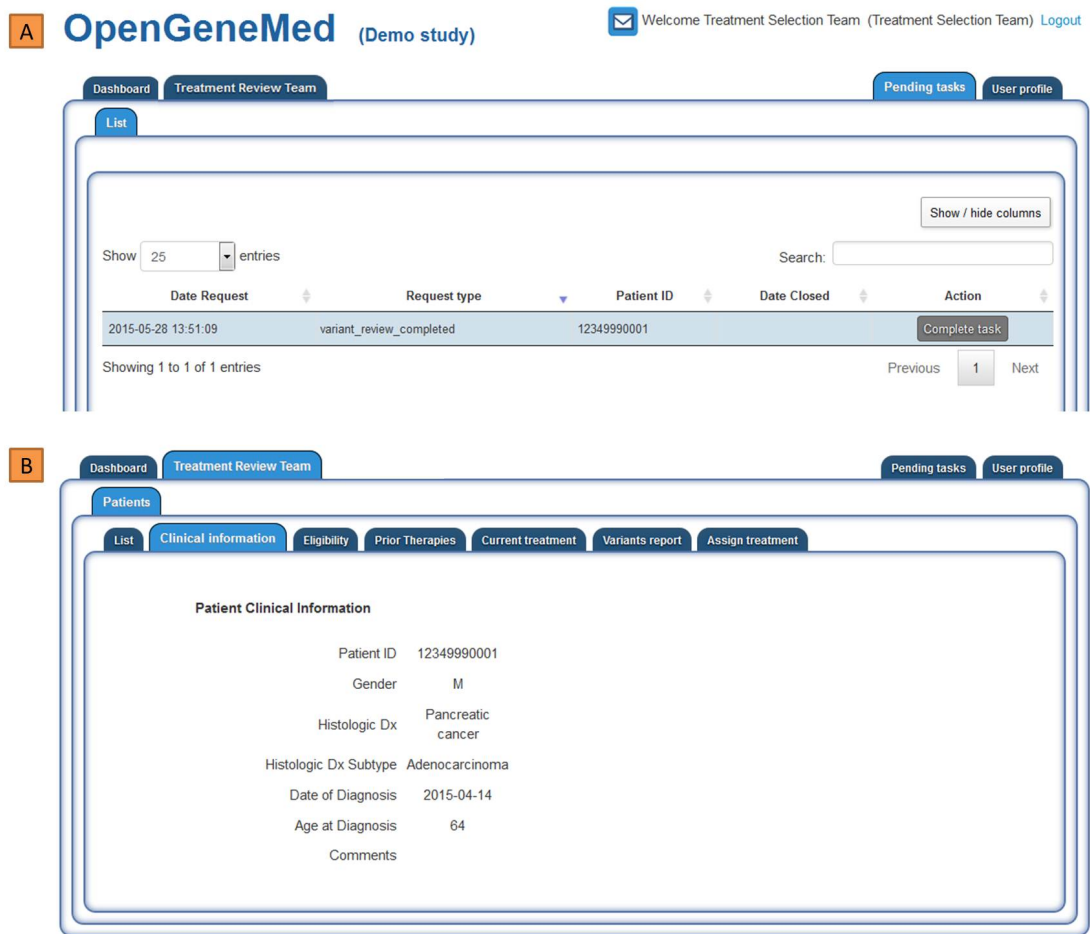 A OpenGeneMed (Demo study) Welcome Treatment Selection Team (Treatment Selection Team) Logout
Dashboard Treatment Review Team Pending tasks User profile
List
Show / hide columns
Show 25 entries Search:
Date Request Request type Patient ID Date Closed Action
2015-05-28 13:51:09 variant_review_completed 12349990001 Complete task
Showing 1 to 1 of 1 entries Previous 1 Next
B Dashboard Treatment Review Team Pending tasks User profile
Patients
List Clinical information Eligibility Prior Therapies Current treatment Variants report Assign treatment
Patient Clinical Information
Patient ID 12349990001
Gender M
Histologic Dx Pancreatic
cancer
Histologic Dx Subtype Adenocarcinoma
Date of Diagnosis 2015-04-14
Age at Diagnosis 64
Comments